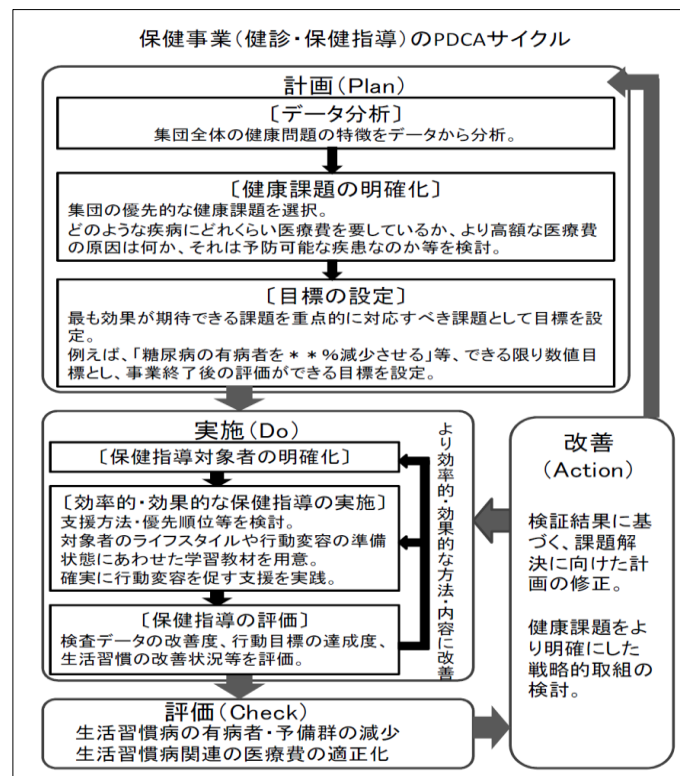 保健事業(健診・保健指導)のPDCAサイクル
計画(Plan)
〔データ分析〕
集団全体の健康問題の特徴をデータから分析。
〔健康課題の明確化〕
集団の優先的な健康課題を選択。
どのような疾病にどれくらい医療費を要しているか、より高額な医療費
の原因は何か、それは予防可能な疾患なのか等を検討。
〔目標の設定〕
最も効果が期待できる課題を重点的に対応すべき課題として目標を設
定。
例えば、「糖尿病の有病者を＊＊%減少させる」等、できる限り数値目
標とし、事業終了後の評価ができる目標を設定。
実施(Do)
[保健指導対象者の明確化]
[効率的・効果的な保健指導の実施]
支援方法・優先順位等を検討。
対象者のライフスタイルや行動変容の準備
状態にあわせた学習教材を用意。
確実に行動変容を促す支援を実践。
[保健指導の評価]
検査データの改善度、行動目標の達成度、
生活習慣の改善状況等を評価。
より効率的・効果的な方法・内容に改善
評価(Check)
生活習慣病の有病者・予備群の減少
生活習慣病関連の医療費の適正化
改善
(Action)
検証結果に基
づく、課題解
決に向けた計
画の修正。
健康課題をよ
り明確にした
戦略的取組の
検討。